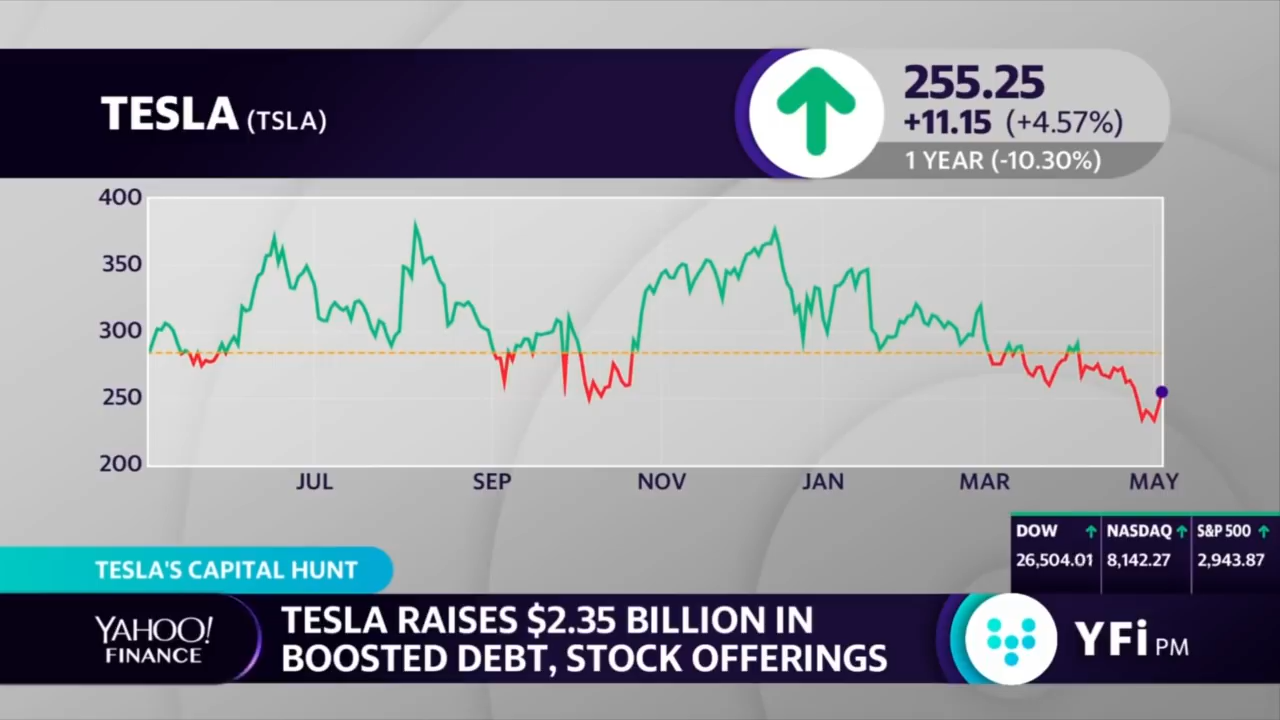 TESLA (TSLA)
255.25
+11.15 (+4.57%)
1 YEAR (-10.30%)
400
350
300
250
200
JUL SEP NOV JAN MAR MAY
DOW NASDAQ S&P 500
26,504.01 8,142.27 2,943.87
TESLA'S CAPITAL HUNT
YAHOO!
FINANCE
TESLA RAISES $2.35 BILLION IN
BOOSTED DEBT, STOCK OFFERINGS
YFi PM